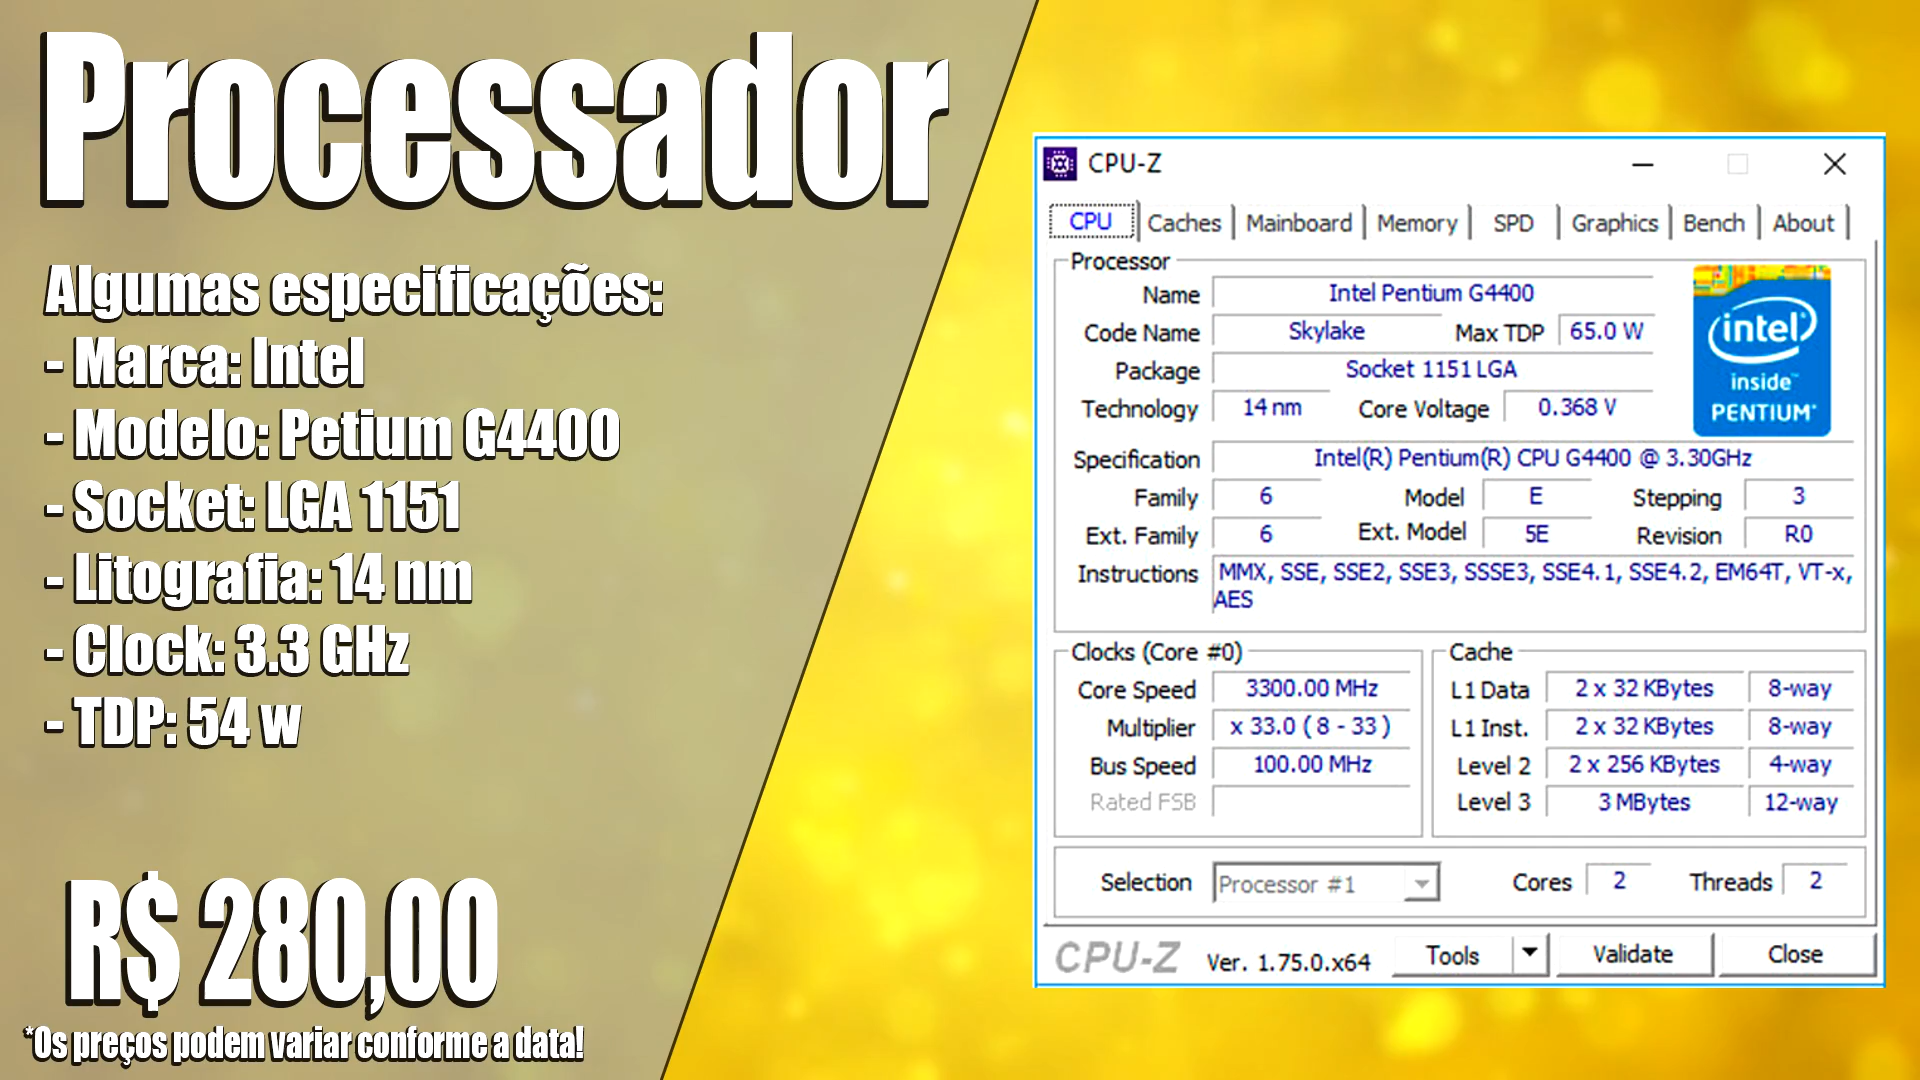 Processador
Algumas especificações:
- Marca: Intel
- Modelo: Petium G4400
- Socket: LGA 1151
- Litografia: 14 nm
- Clock: 3.3 GHz
- TDP: 54 w
R$ 280,00
*Os preços podem variar conforme a data!
CPU-Z
CPU Caches Mainboard Memory SPD Graphics Bench About
Processor
Name Intel Pentium G4400
Code Name Skylake Max TDP 65.0 W
Package Socket 1151 LGA
Technology 14 nm Core Voltage 0.368 V
intel®
inside™
PENTIUM®
Specification Intel(R) Pentium(R) CPU G4400 @ 3.30GHz
Family 6 Model E Stepping 3
Ext. Family 6 Ext. Model 5E Revision R0
Instructions MMX, SSE, SSE2, SSE3, SSSE3, SSE4.1, SSE4.2, EM64T, VT-x,
AES
Clocks (Core #0)
Core Speed 3300.00 MHz
Multiplier x 33.0 ( 8 - 33 )
Bus Speed 100.00 MHz
Rated FSB
Cache
L1 Data 2 x 32 KBytes 8-way
L1 Inst. 2 x 32 KBytes 8-way
Level 2 2 x 256 KBytes 4-way
Level 3 3 MBytes 12-way
Selection Processor #1 Cores 2 Threads 2
CPU-Z Ver. 1.75.0.x64 Tools Validate Close